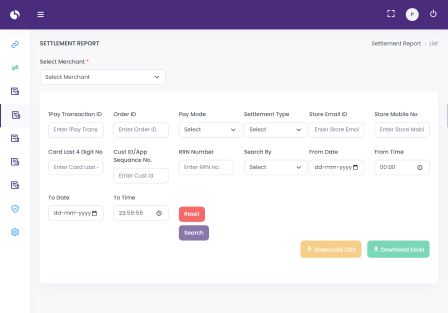 P
SETTLEMENT REPORT
Settlement Report / List
Select Merchant *
Select Merchant
1Pay Transaction ID
Order ID
Pay Mode
Settlement Type
Store Email ID
Store Mobile No
Enter 1Pay Trans
Enter Order ID
Select
Select
Enter Store Emai
Enter Store Mobi
Card Last 4 Digit No
Cust ID/App Sequance No.
RRN Number
Search By
From Date
From Time
Enter Card Last
Enter Cust Id
Enter RRN no.
Select
dd-mm-yyyy
00:00
To Date
To Time
dd-mm-yyyy
23:59:59
Reset
Search
Download CSV
Download Excel